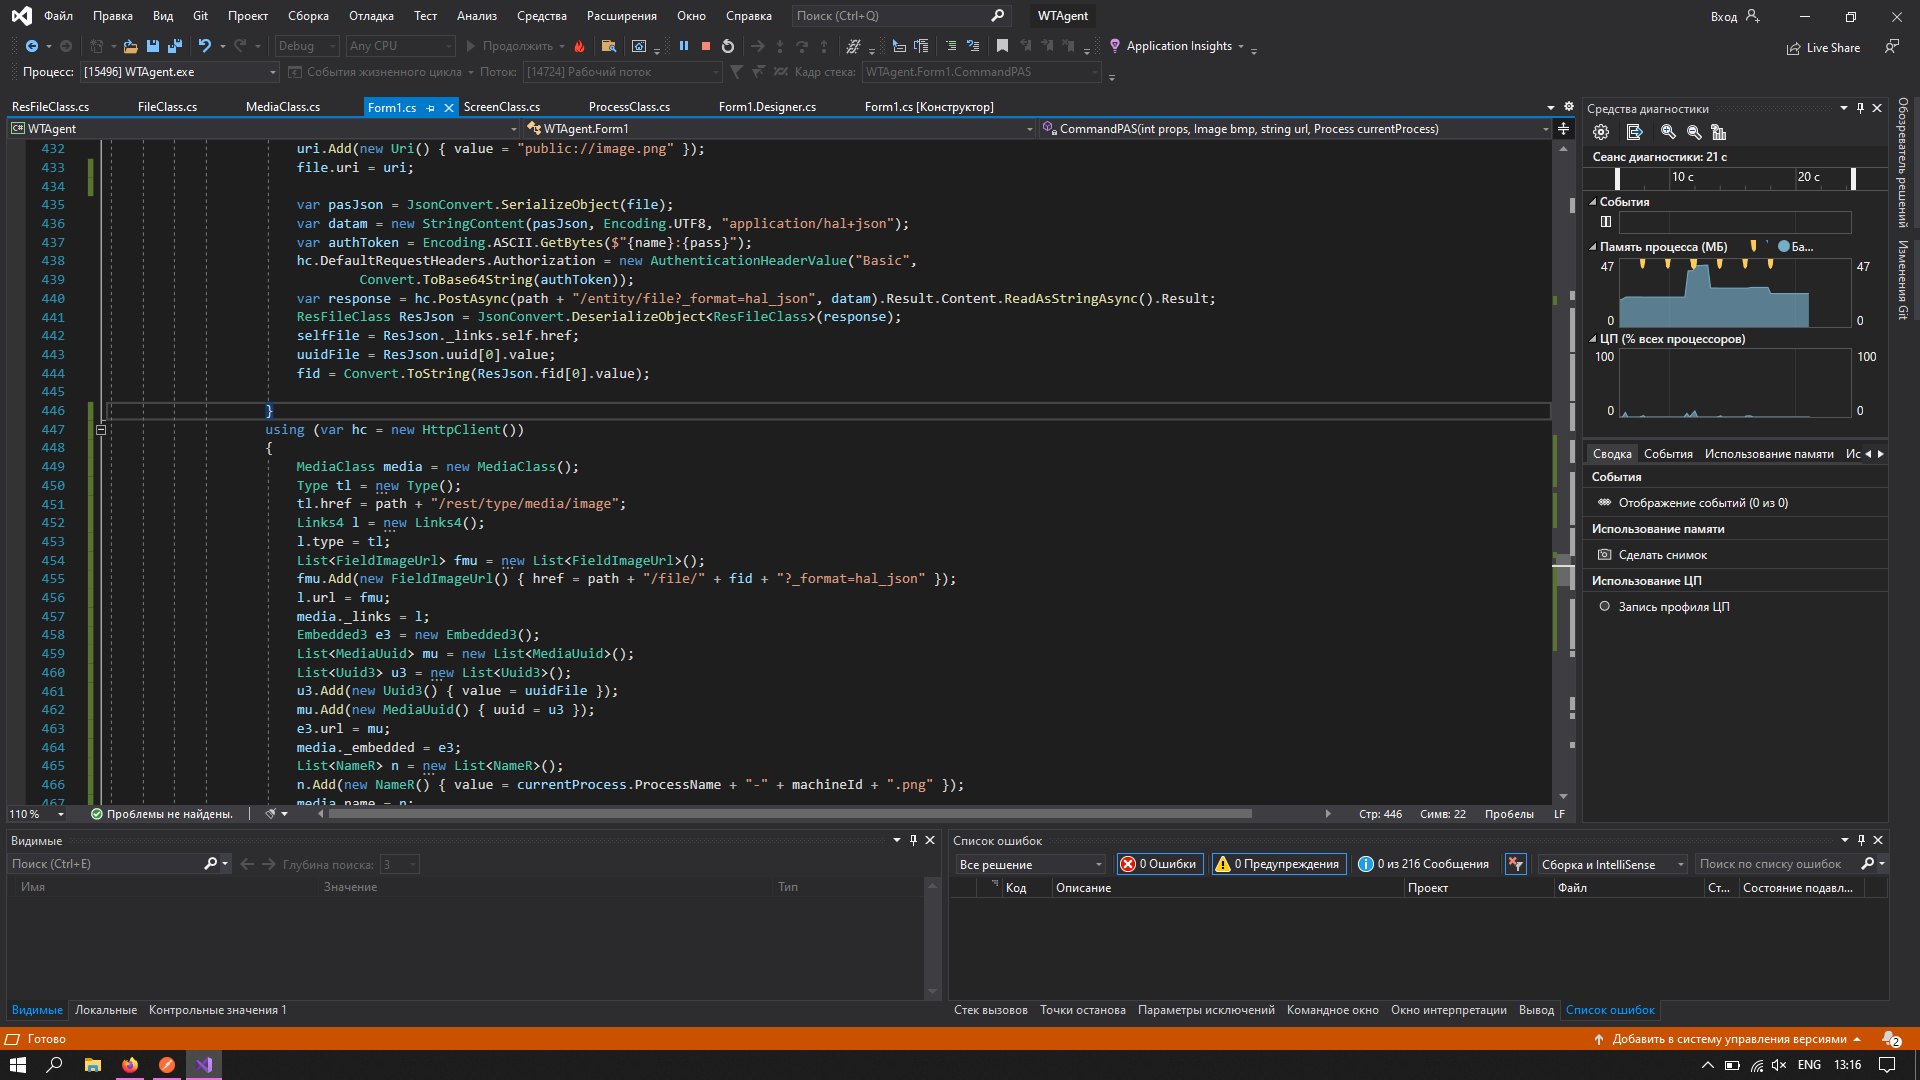 Файл Правка Вид Git Проект Сборка Отладка Тест Анализ Средства Расширения Окно Справка Поиск (Ctrl+Q) WTAgent Вход
Debug Any CPU Продолжить Application Insights Live Share
Процесс: [15496] WTAgent.exe События жизненного цикла Поток: [14724] Рабочий поток Кадр стека: WTAgent.Form1.CommandPAS
ResFileClass.cs FileClass.cs MediaClass.cs Form1.cs ScreenClass.cs ProcessClass.cs Form1.Designer.cs Form1.cs [Конструктор]
C# WTAgent WTAgent.Form1 CommandPAS(int props, Image bmp, string url, Process currentProcess)
432 uri.Add(new Uri() { value = "public://image.png" });
433 file.uri = uri;
434
435 var pasJson = JsonConvert.SerializeObject(file);
436 var datam = new StringContent(pasJson, Encoding.UTF8, "application/hal+json");
437 var authToken = Encoding.ASCII.GetBytes($"{name}:{pass}");
438 hc.DefaultRequestHeaders.Authorization = new AuthenticationHeaderValue("Basic",
439 Convert.ToBase64String(authToken));
440 var response = hc.PostAsync(path + "/entity/file?_format=hal_json", datam).Result.Content.ReadAsStringAsync().Result;
441 ResFileClass ResJson = JsonConvert.DeserializeObject<ResFileClass>(response);
442 selfFile = ResJson._links.self.href;
443 uuidFile = ResJson.uuid[0].value;
444 fid = Convert.ToString(ResJson.fid[0].value);
445
446 }
447 using (var hc = new HttpClient())
448 {
449 MediaClass media = new MediaClass();
450 Type tl = new Type();
451 tl.href = path + "/rest/type/media/image";
452 Links4 l = new Links4();
453 l.type = tl;
454 List<FieldImageUrl> fmu = new List<FieldImageUrl>();
455 fmu.Add(new FieldImageUrl() { href = path + "/file/" + fid + "?_format=hal_json" });
456 l.url = fmu;
457 media._links = l;
458 Embedded3 e3 = new Embedded3();
459 List<MediaUuid> mu = new List<MediaUuid>();
460 List<Uuid3> u3 = new List<Uuid3>();
461 u3.Add(new Uuid3() { value = uuidFile });
462 mu.Add(new MediaUuid() { uuid = u3 });
463 e3.url = mu;
464 media._embedded = e3;
465 List<NameR> n = new List<NameR>();
466 n.Add(new NameR() { value = currentProcess.ProcessName + "-" + machineId + ".png" });
467 media.name = n;
110 % Проблемы не найдены. Стр: 446 Симв: 22 Пробелы LF
Средства диагностики
Сеанс диагностики: 21 с
10 с 20 с
События
Память процесса (МБ) Ба...
47 47
0 0
ЦП (% всех процессоров)
100 100
0 0
Сводка События Использование памяти Ис
События
Отображение событий (0 из 0)
Использование памяти
Сделать снимок
Использование ЦП
Запись профиля ЦП
Обозреватель решений
Изменения Git
Видимые
Поиск (Ctrl+E) Глубина поиска: 3
Имя Значение Тип
Видимые Локальные Контрольные значения 1
Список ошибок
Все решение 0 Ошибки 0 Предупреждения 0 из 216 Сообщения Сборка и IntelliSense Поиск по списку ошибок
Код Описание Проект Файл Ст... Состояние подавл...
Стек вызовов Точки останова Параметры исключений Командное окно Окно интерпретации Вывод Список ошибок
Готово Добавить в систему управления версиями 2
ENG 13:16